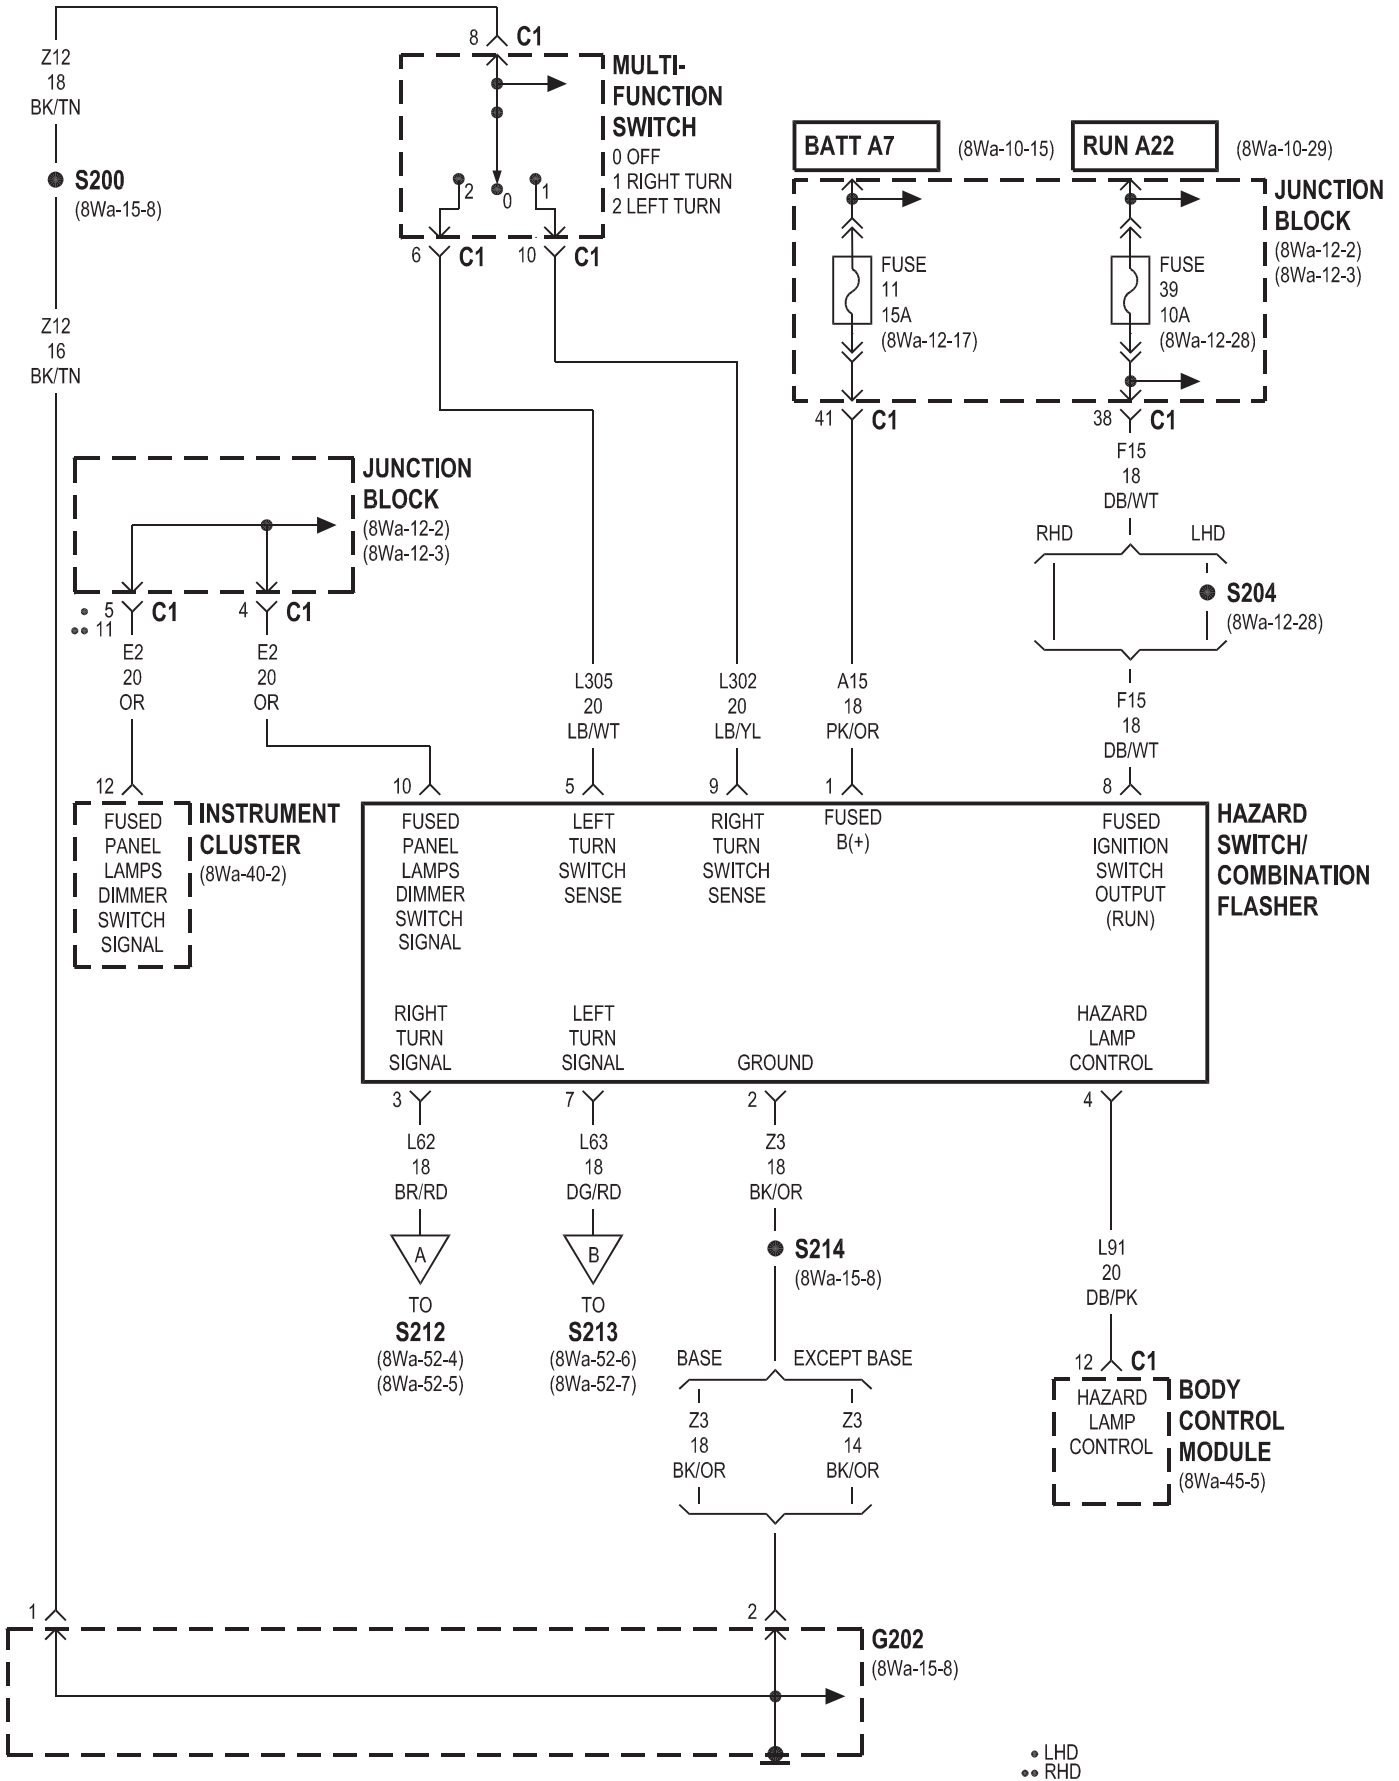 8 C1
Z12
18
BK/TN
MULTI-
FUNCTION
SWITCH
0 OFF
1 RIGHT TURN
2 LEFT TURN
BATT A7
(8Wa-10-15)
RUN A22
(8Wa-10-29)
S200
(8Wa-15-8)
2
0
1
JUNCTION
BLOCK
(8Wa-12-2)
(8Wa-12-3)
6 C1
10 C1
FUSE
11
15A
(8Wa-12-17)
FUSE
39
10A
(8Wa-12-28)
Z12
16
BK/TN
41 C1
38 C1
F15
18
DB/WT
JUNCTION
BLOCK
(8Wa-12-2)
(8Wa-12-3)
RHD
LHD
S204
(8Wa-12-28)
5 C1
11
4 C1
E2
20
OR
E2
20
OR
L305
20
LB/WT
L302
20
LB/YL
A15
18
PK/OR
F15
18
DB/WT
12
10
5
9
1
8
FUSED
PANEL
LAMPS
DIMMER
SWITCH
SIGNAL
INSTRUMENT
CLUSTER
(8Wa-40-2)
FUSED
PANEL
LAMPS
DIMMER
SWITCH
SIGNAL
LEFT
TURN
SWITCH
SENSE
RIGHT
TURN
SWITCH
SENSE
FUSED
B(+)
FUSED
IGNITION
SWITCH
OUTPUT
(RUN)
HAZARD
SWITCH/
COMBINATION
FLASHER
RIGHT
TURN
SIGNAL
LEFT
TURN
SIGNAL
GROUND
HAZARD
LAMP
CONTROL
3
7
2
4
L62
18
BR/RD
L63
18
DG/RD
Z3
18
BK/OR
A
B
S214
(8Wa-15-8)
L91
20
DB/PK
TO
S212
(8Wa-52-4)
(8Wa-52-5)
TO
S213
(8Wa-52-6)
(8Wa-52-7)
BASE
EXCEPT BASE
12 C1
Z3
18
BK/OR
Z3
14
BK/OR
HAZARD
LAMP
CONTROL
BODY
CONTROL
MODULE
(8Wa-45-5)
1
2
G202
(8Wa-15-8)
LHD
RHD